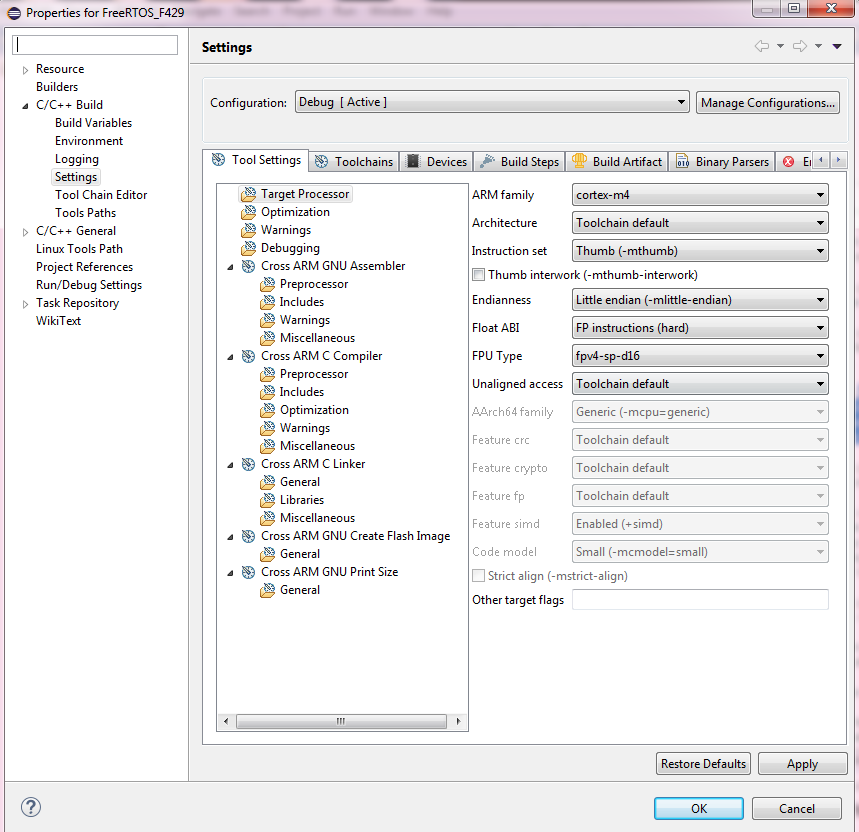 Properties for FreeRTOS_F429
Settings
Resource
Builders
C/C++ Build
Build Variables
Environment
Logging
Settings
Tool Chain Editor
Tools Paths
C/C++ General
Linux Tools Path
Project References
Run/Debug Settings
Task Repository
WikiText
Configuration: Debug [ Active ] Manage Configurations...
Tool Settings Toolchains Devices Build Steps Build Artifact Binary Parsers
Target Processor
Optimization
Warnings
Debugging
Cross ARM GNU Assembler
Preprocessor
Includes
Warnings
Miscellaneous
Cross ARM C Compiler
Preprocessor
Includes
Optimization
Warnings
Miscellaneous
Cross ARM C Linker
General
Libraries
Miscellaneous
Cross ARM GNU Create Flash Image
General
Cross ARM GNU Print Size
General
ARM family cortex-m4
Architecture Toolchain default
Instruction set Thumb (-mthumb)
Thumb interwork (-mthumb-interwork)
Endianness Little endian (-mlittle-endian)
Float ABI FP instructions (hard)
FPU Type fpv4-sp-d16
Unaligned access Toolchain default
AArch64 family Generic (-mcpu=generic)
Feature crc Toolchain default
Feature crypto Toolchain default
Feature fp Toolchain default
Feature simd Enabled (+simd)
Code model Small (-mcmodel=small)
Strict align (-mstrict-align)
Other target flags
Restore Defaults Apply
OK Cancel